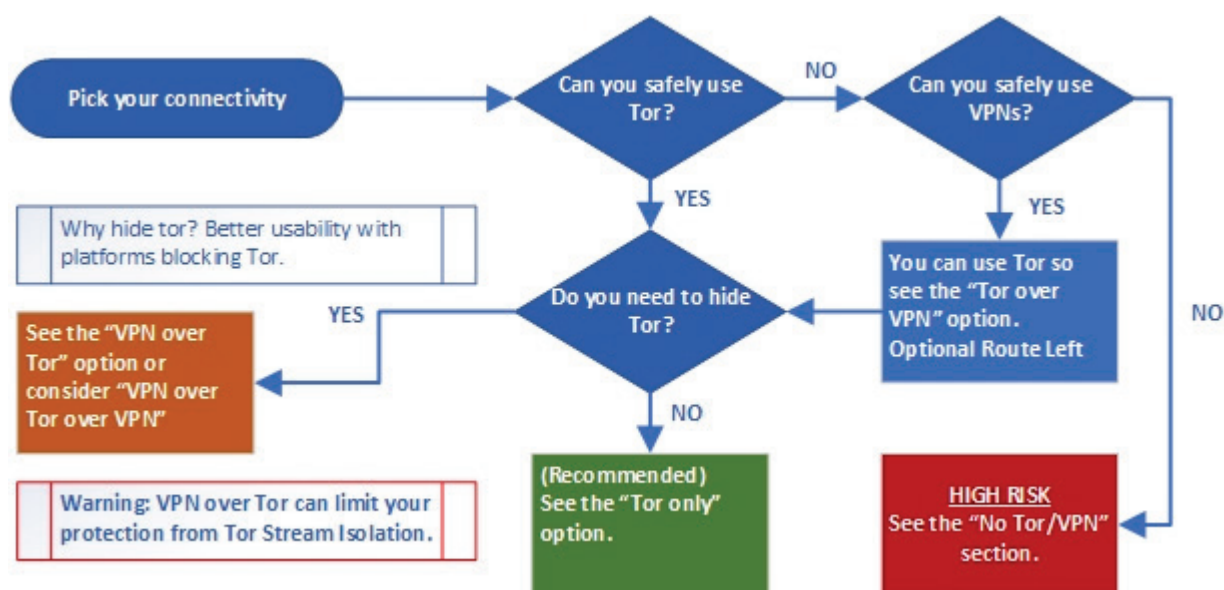 Pick your connectivity
Can you safely use
Tor?
NO
Can you safely use
VPNs?
YES
YES
NO
Why hide tor? Better usability with
platforms blocking Tor.
Do you need to hide
Tor?
You can use Tor so
see the “Tor over
VPN” option.
Optional Route Left
YES
See the “VPN over
Tor” option or
consider “VPN over
Tor over VPN”
NO
Warning: VPN over Tor can limit your
protection from Tor Stream Isolation.
(Recommended)
See the “Tor only”
option.
HIGH RISK
See the “No Tor/VPN”
section.